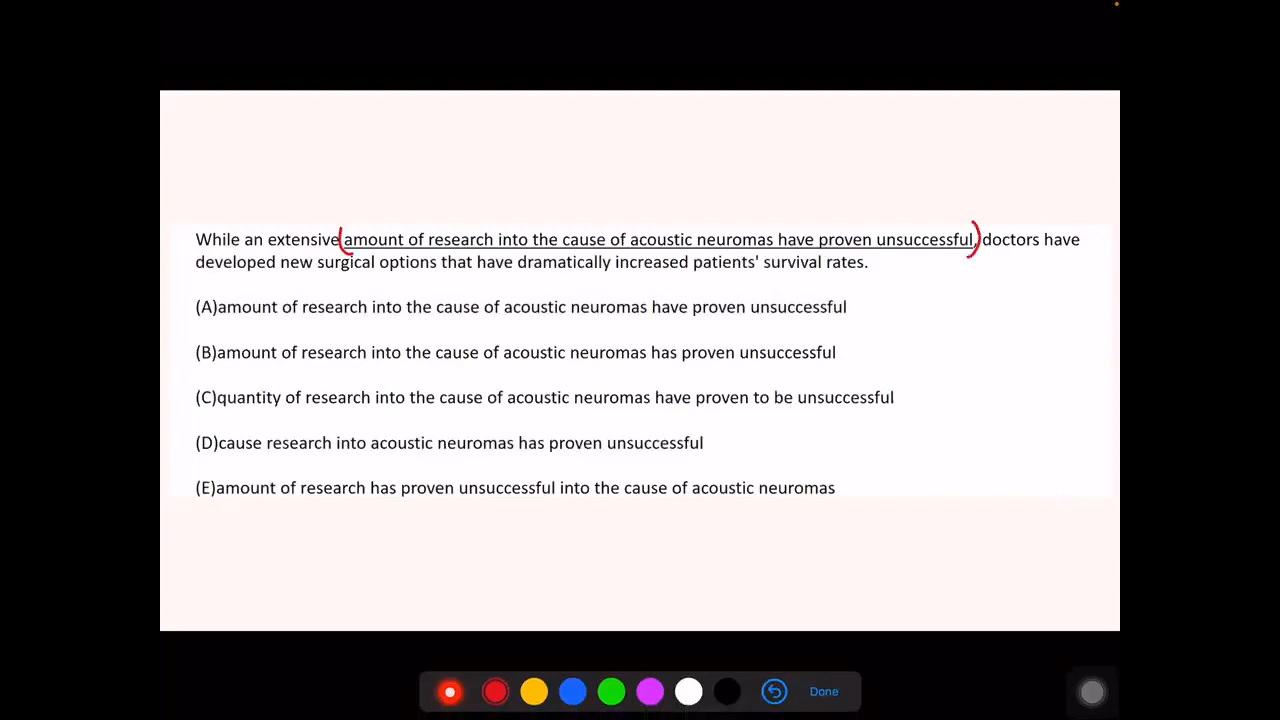 While an extensive amount of research into the cause of acoustic neuromas have proven unsuccessful, doctors have
developed new surgical options that have dramatically increased patients' survival rates.
(A)amount of research into the cause of acoustic neuromas have proven unsuccessful
(B)amount of research into the cause of acoustic neuromas has proven unsuccessful
(C)quantity of research into the cause of acoustic neuromas have proven to be unsuccessful
(D)cause research into acoustic neuromas has proven unsuccessful
(E)amount of research has proven unsuccessful into the cause of acoustic neuromas
Done